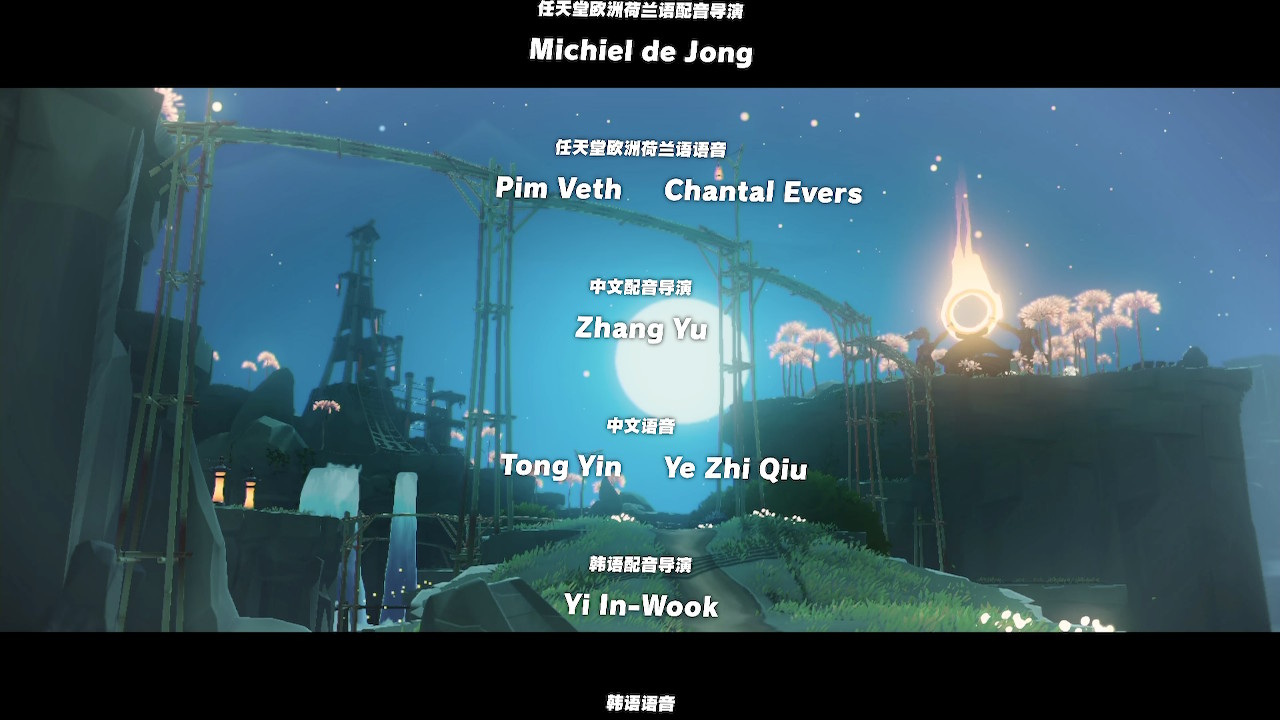 任天堂欧洲荷兰语配音导演
Michiel de Jong
任天堂欧洲荷兰语语音
Pim Veth Chantal Evers
中文配音导演
Zhang Yu
中文语音
Tong Yin Ye Zhi Qiu
韩语配音导演
Yi In-Wook
韩语语音